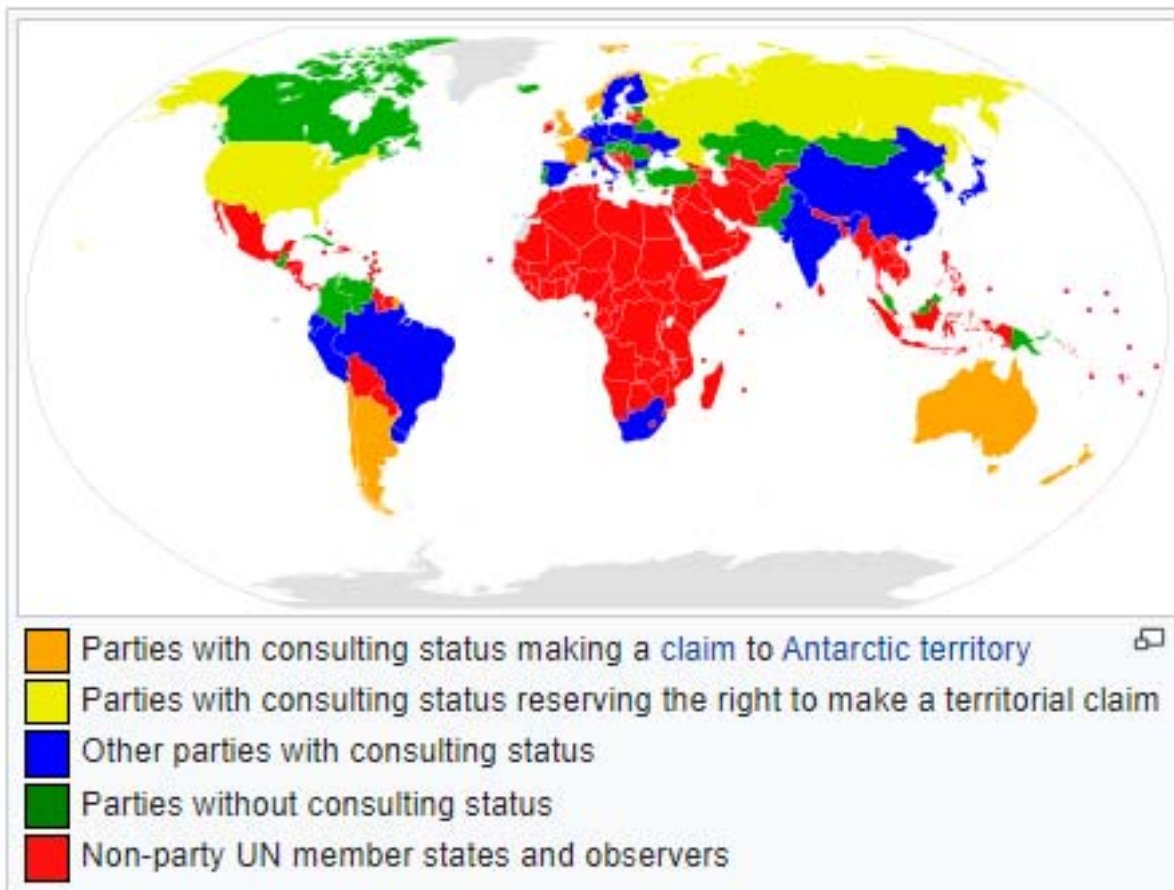 Parties with consulting status making a claim to Antarctic territory
Parties with consulting status reserving the right to make a territorial claim
Other parties with consulting status
Parties without consulting status
Non-party UN member states and observers